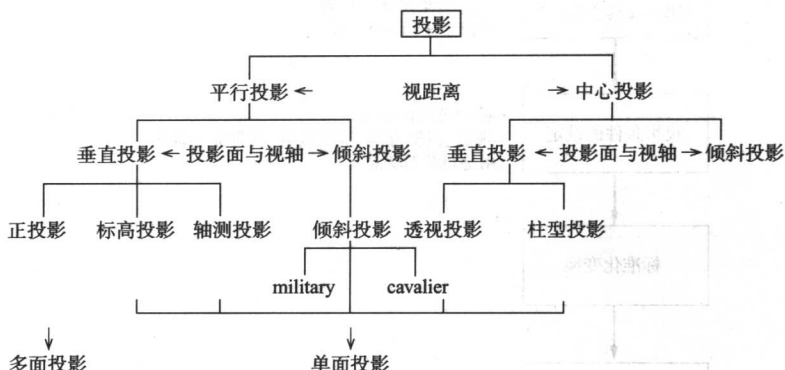 投影
平行投影 ← 视距离 → 中心投影
垂直投影 ← 投影面与视轴 → 倾斜投影 垂直投影 ← 投影面与视轴 → 倾斜投影
正投影 标高投影 轴测投影 倾斜投影 透视投影 柱型投影
military cavalier
多面投影 单面投影